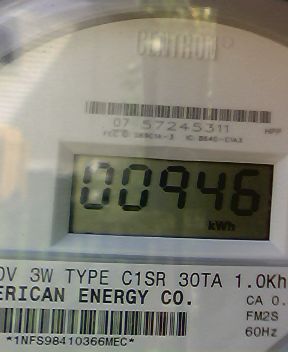 CENTRON
07 57245311
HPP
00946
kWh
0V 3W TYPE C1SR 30TA 1.0Kh
ERICAN ENERGY CO.
CA 0.
FM2S
60Hz
*1NFS98410366MEC*